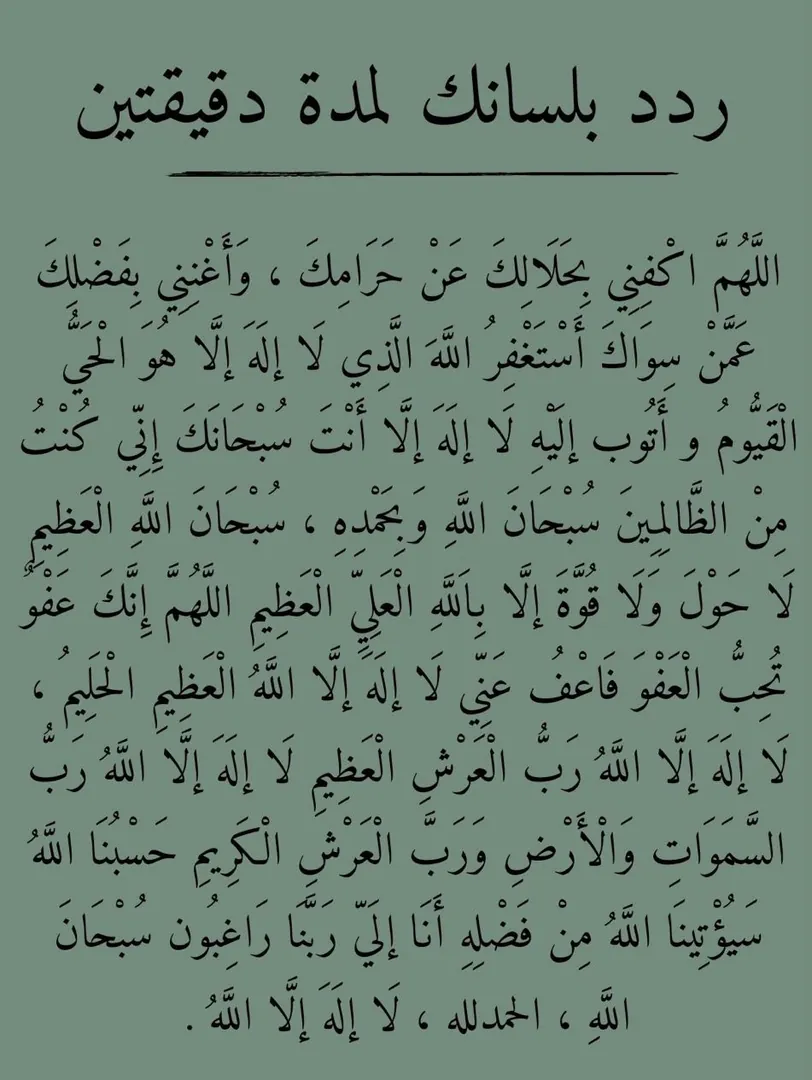 ردد بلسانك لمدة دقيقتين
اللَّهُمَّ اكْفِنِي بِحَلَالِكَ عَنْ حَرَامِكَ ، وَأَغْنِنِي بِفَضْلِكَ
عَمَّنْ سِوَاكَ أَسْتَغْفِرُ اللَّهَ الَّذِي لَا إِلَهَ إِلَّا هُوَ الْحَيُّ
الْقَيُّومُ و أَتُوب إِلَيْهِ لَا إِلَهَ إِلَّا أَنْتَ سُبْحَانَكَ إِنِّي كُنْتُ
مِنْ الظَّالِمِينَ سُبْحَانَ اللَّهِ وَبِحَمْدِهِ ، سُبْحَانَ اللَّهِ الْعَظِيمِ
لَا حَوْلَ وَلَا قُوَّةَ إِلَّا بِاَللَّهِ الْعَلِيِّ الْعَظِيمِ اللَّهُمَّ إِنَّكَ عَفْوٌ
تُحِبُّ الْعَفْوَ فَاعْفُ عَنِّي لَا إِلَهَ إِلَّا اللَّهُ الْعَظِيمِ الْحَلِيمُ ،
لَا إِلَهَ إِلَّا اللَّهُ رَبُّ الْعَرْشِ الْعَظِيمِ لَا إِلَهَ إِلَّا اللَّهُ رَبُّ
السَّمَوَاتِ وَالْأَرْضِ وَرَبَّ الْعَرْشِ الْكَرِيمِ حَسْبُنَا اللَّهُ
سَيُؤْتِينَا اللَّهُ مِنْ فَضْلِهِ أَنَا إلَيّ رَبَّنَا رَاغِبُون سُبْحَانَ
اللَّهِ ، الحمدلله ، لَا إِلَهَ إِلَّا اللَّهُ .